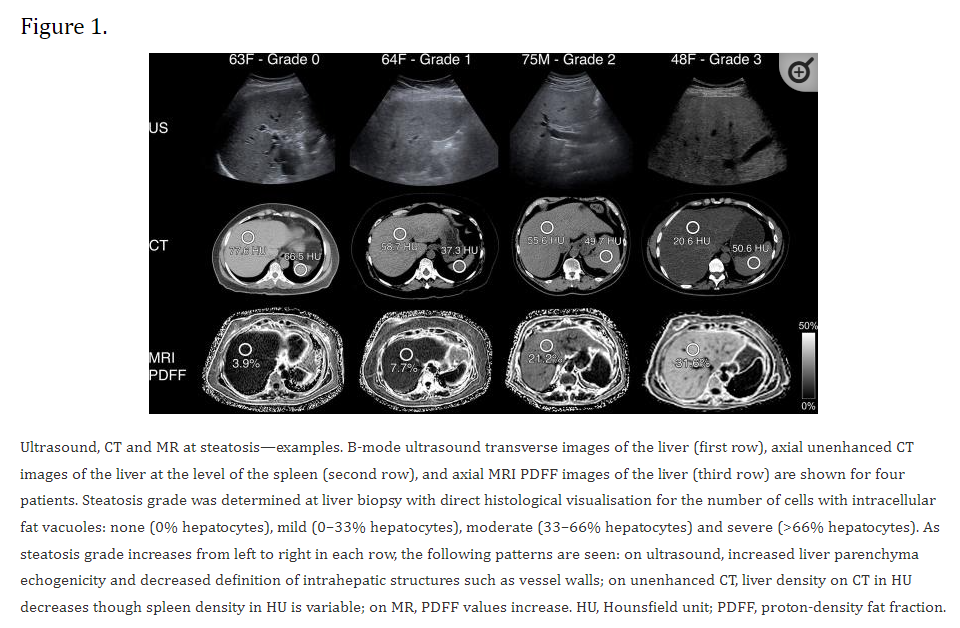 Figure 1.
63F - Grade 0 64F - Grade 1 75M - Grade 2 48F - Grade 3
US
CT
77.6 HU 66.5 HU 58.7 HU 37.3 HU 55.6 HU 49.7 HU 20.6 HU 50.6 HU
MRI
PDFF
3.9% 7.7% 21.2% 31.6%
50%
0%
Ultrasound, CT and MR at steatosis—examples. B-mode ultrasound transverse images of the liver (first row), axial unenhanced CT
images of the liver at the level of the spleen (second row), and axial MRI PDFF images of the liver (third row) are shown for four
patients. Steatosis grade was determined at liver biopsy with direct histological visualisation for the number of cells with intracellular
fat vacuoles: none (0% hepatocytes), mild (0–33% hepatocytes), moderate (33–66% hepatocytes) and severe (>66% hepatocytes). As
steatosis grade increases from left to right in each row, the following patterns are seen: on ultrasound, increased liver parenchyma
echogenicity and decreased definition of intrahepatic structures such as vessel walls; on unenhanced CT, liver density on CT in HU
decreases though spleen density in HU is variable; on MR, PDFF values increase. HU, Hounsfield unit; PDFF, proton-density fat fraction.